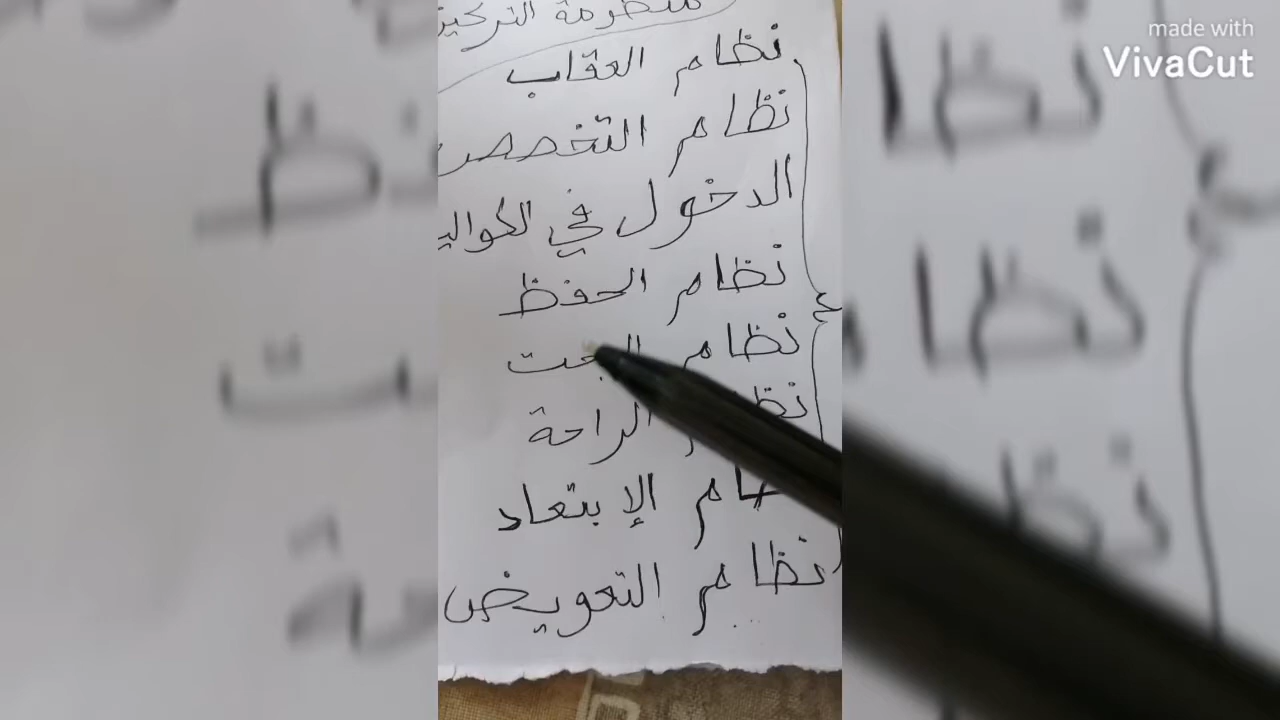 منظومة التركيز
نظام العقاب
نظام التخصص
الدخول في الكوالي
نظام الحفظ
نظام
الراحة
نظام الإبتعاد
نظام التعويض
made with
VivaCut